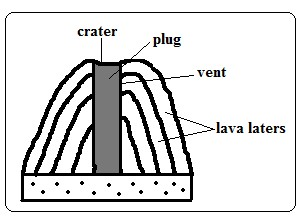 crater
plug
vent
lava laters